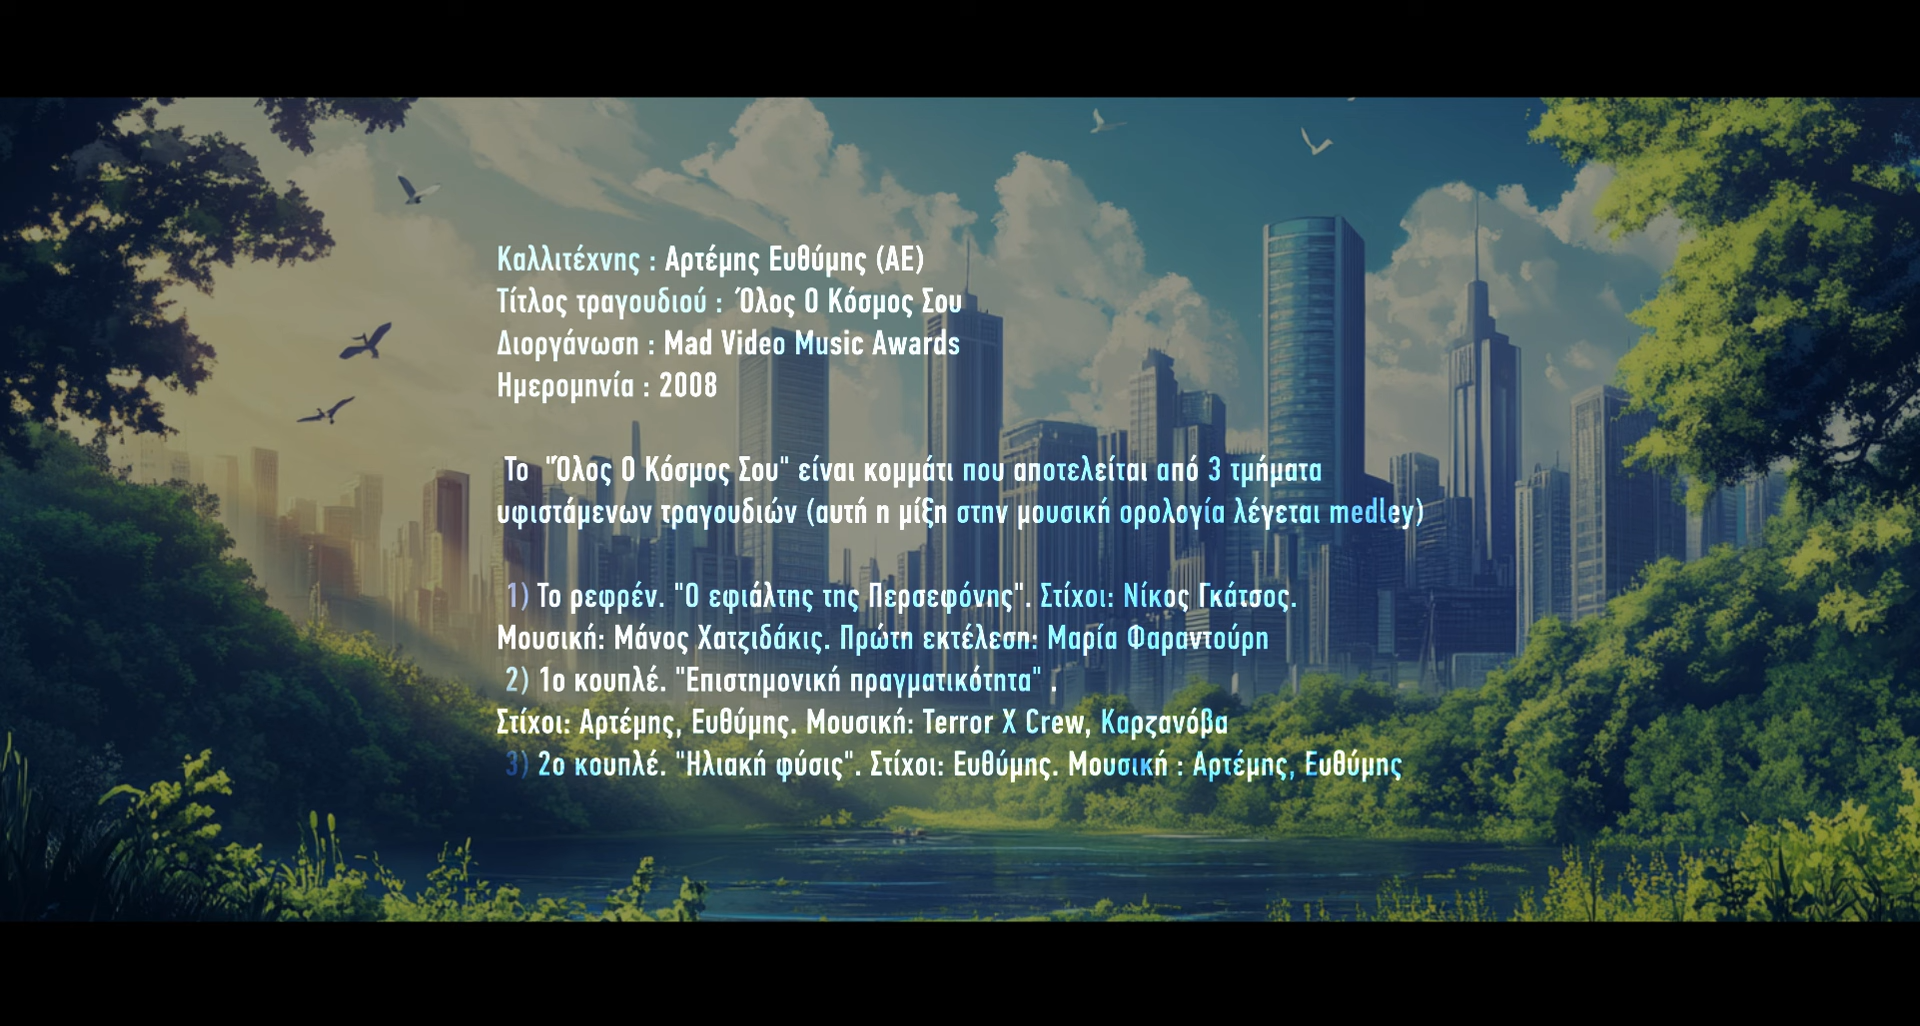 Καλλιτέχνης : Αρτέμης Ευθύμης (ΑΕ)
Τίτλος τραγουδιού : Όλος Ο Κόσμος Σου
Διοργάνωση : Mad Video Music Awards
Ημερομηνία : 2008
Το "Όλος Ο Κόσμος Σου" είναι κομμάτι που αποτελείται από 3 τμήματα
υφιστάμενων τραγουδιών (αυτή η μίξη στην μουσική ορολογία λέγεται medley)
1) Το ρεφρέν. "Ο εφιάλτης της Περσεφόνης". Στίχοι: Νίκος Γκάτσος.
Μουσική: Μάνος Χατζιδάκις. Πρώτη εκτέλεση: Μαρία Φαραντούρη
2) 1ο κουπλέ. "Επιστημονική πραγματικότητα" .
Στίχοι: Αρτέμης, Ευθύμης. Μουσική: Terror X Crew, Καρζανόβα
3) 2ο κουπλέ. "Ηλιακή φύσις". Στίχοι: Ευθύμης. Μουσική : Αρτέμης, Ευθύμης